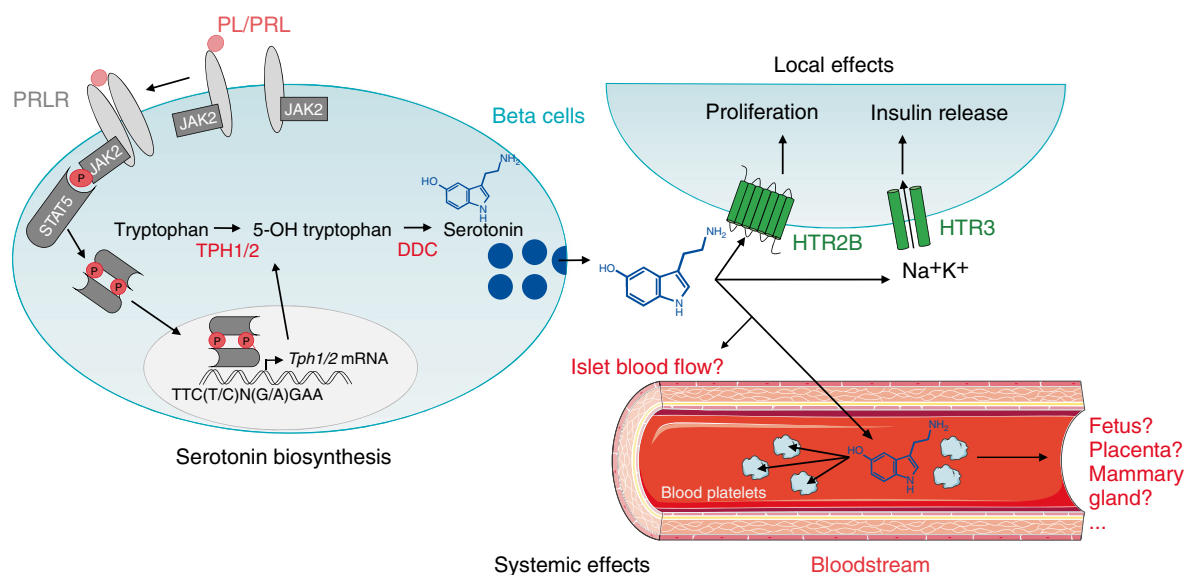 PL/PRL
PRLR
JAK2
JAK2
JAK2
P
STAT5
P
P
Beta cells
HO
NH2
N
H
Tryptophan
5-OH tryptophan
Serotonin
TPH1/2
DDC
P
P
Tph1/2 mRNA
TTC(T/C)N(G/A)GAA
Serotonin biosynthesis
Local effects
Proliferation
Insulin release
HTR2B
HTR3
Na+K+
NH2
HO
N
H
Islet blood flow?
NH2
HO
N
H
Blood platelets
Fetus?
Placenta?
Mammary
gland?
...
Systemic effects
Bloodstream